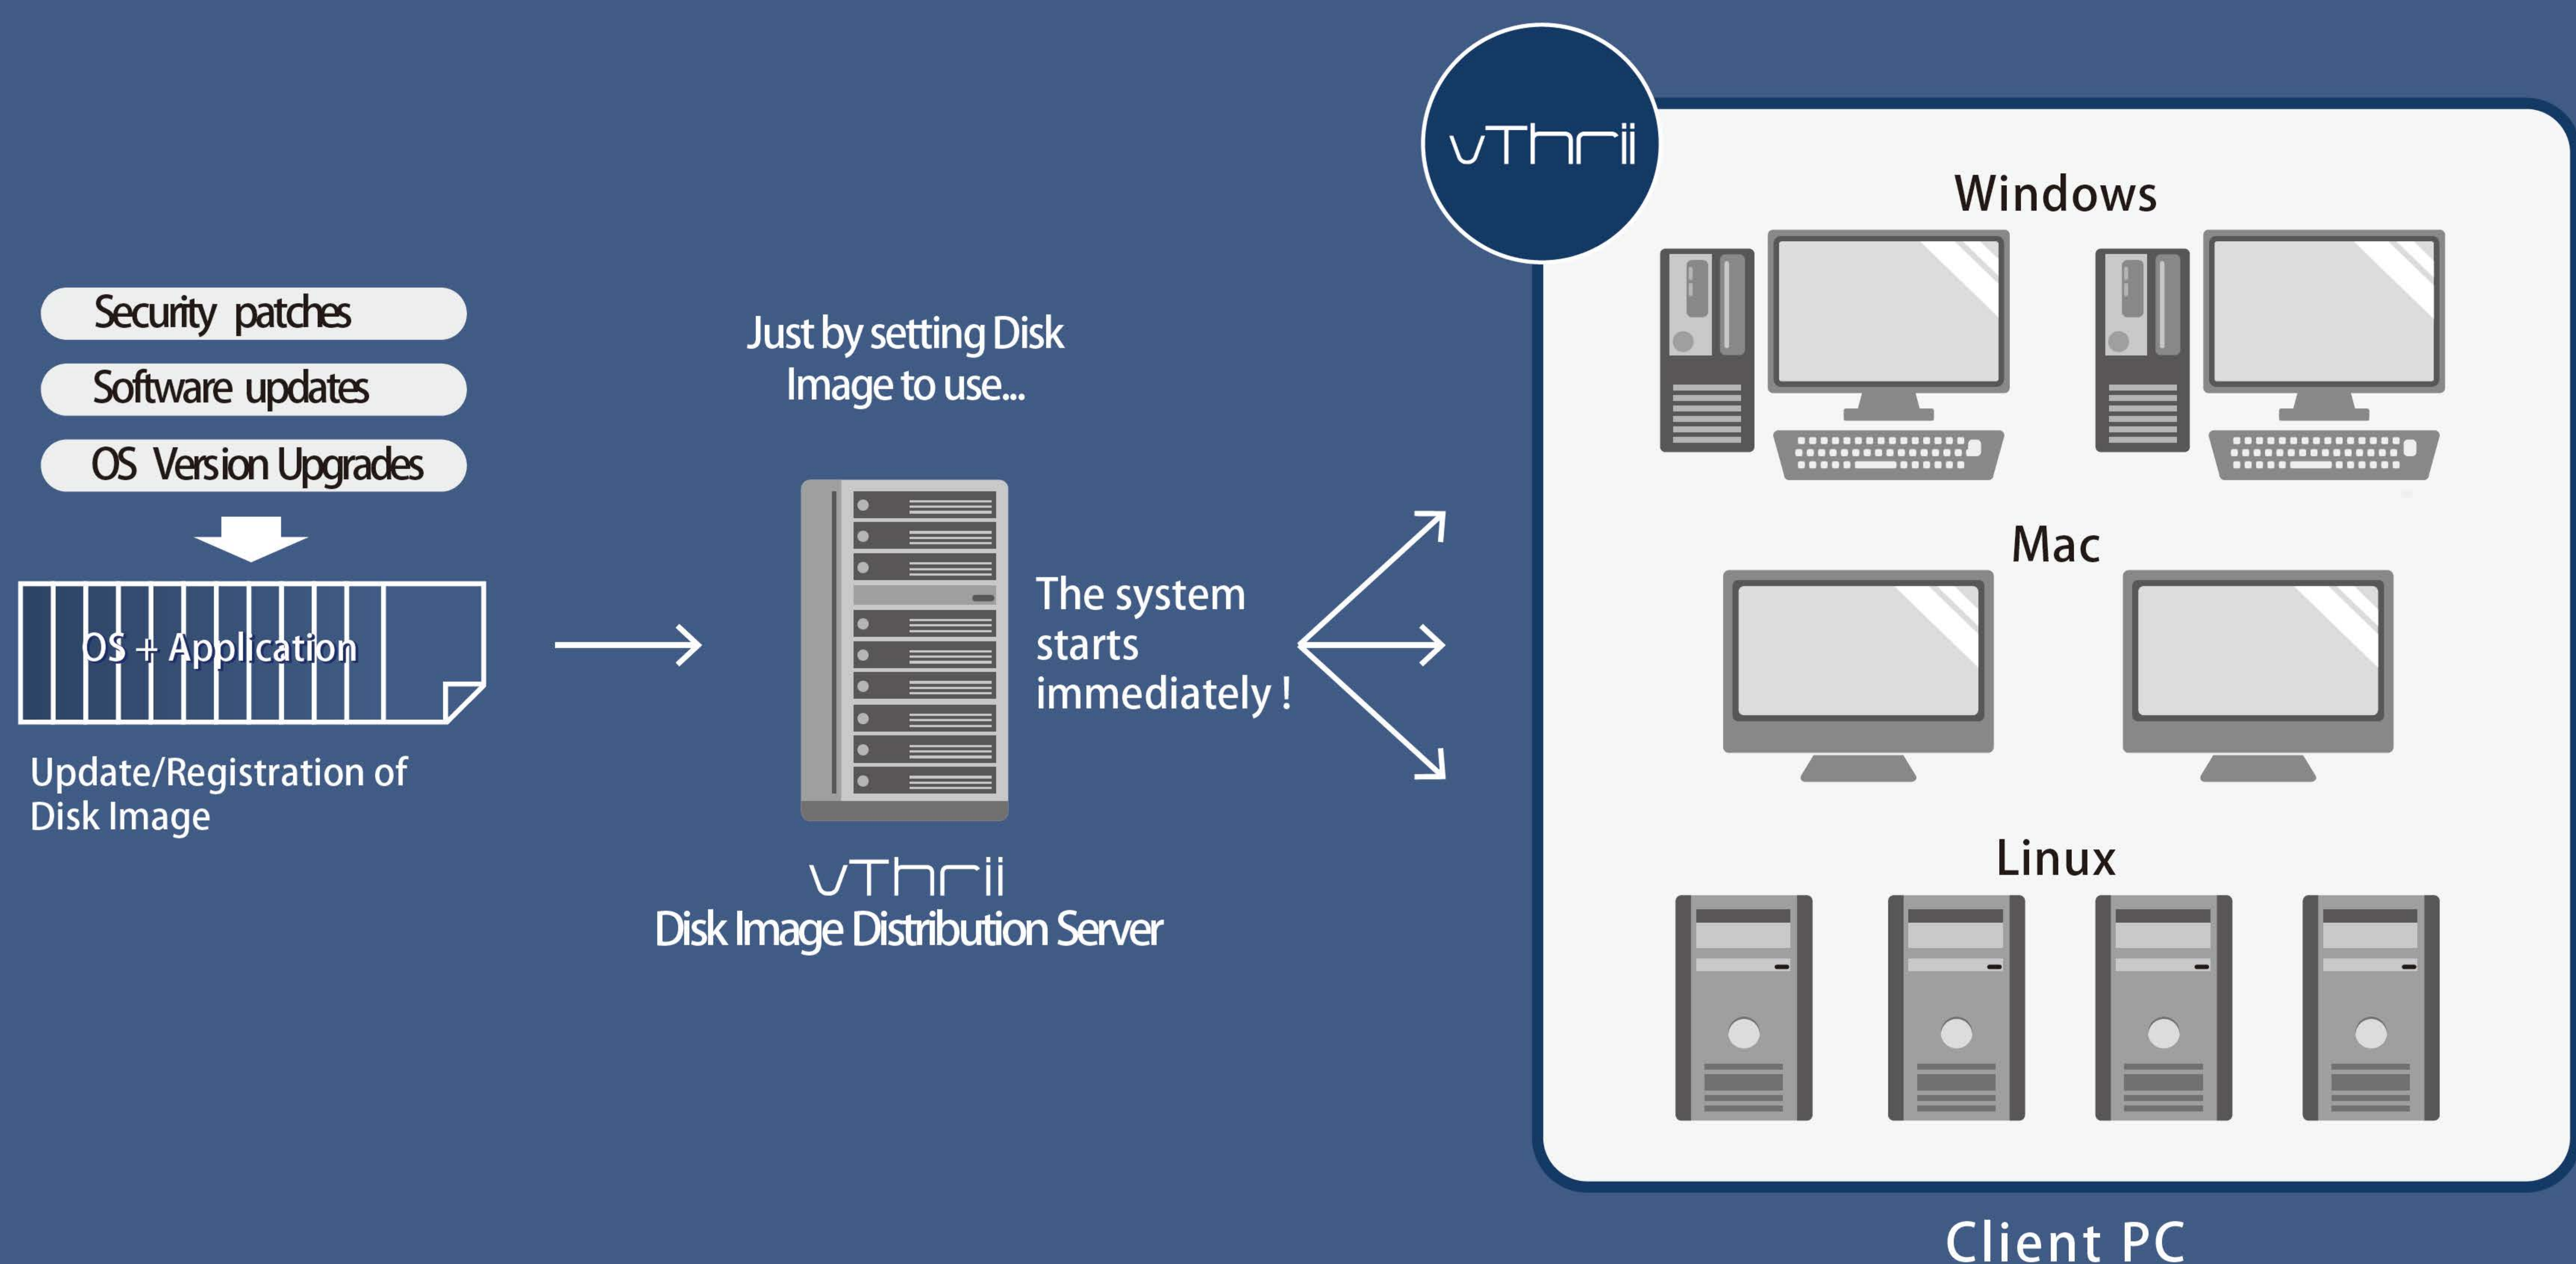 Security patches
Software updates
OS Version Upgrades
OS + Application
Update/Registration of
Disk Image
Just by setting Disk
Image to use...
The system
starts
immediately !
vThrii
Disk Image Distribution Server
vThrii
Windows
Mac
Linux
Client PC